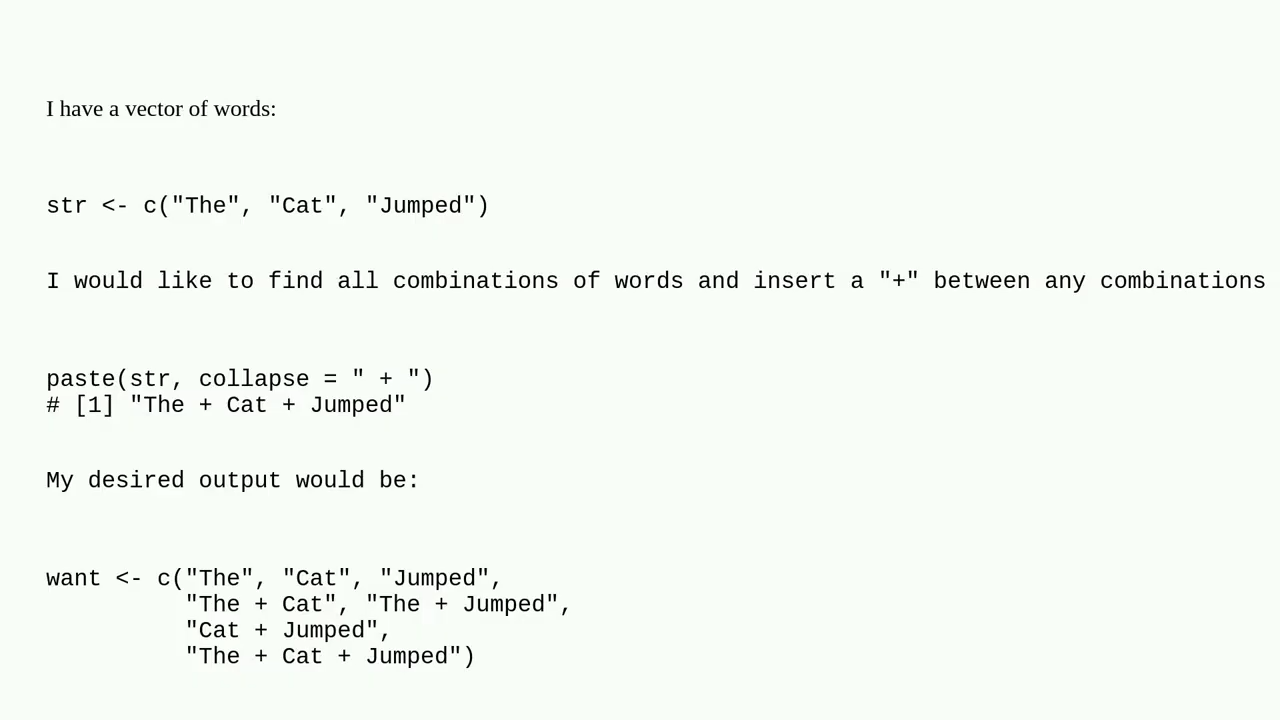 I have a vector of words:
str <- c("The", "Cat", "Jumped")
I would like to find all combinations of words and insert a "+" between any combinations
paste(str, collapse = " + ")
# [1] "The + Cat + Jumped"
My desired output would be:
want <- c("The", "Cat", "Jumped",
          "The + Cat", "The + Jumped",
          "Cat + Jumped",
          "The + Cat + Jumped")